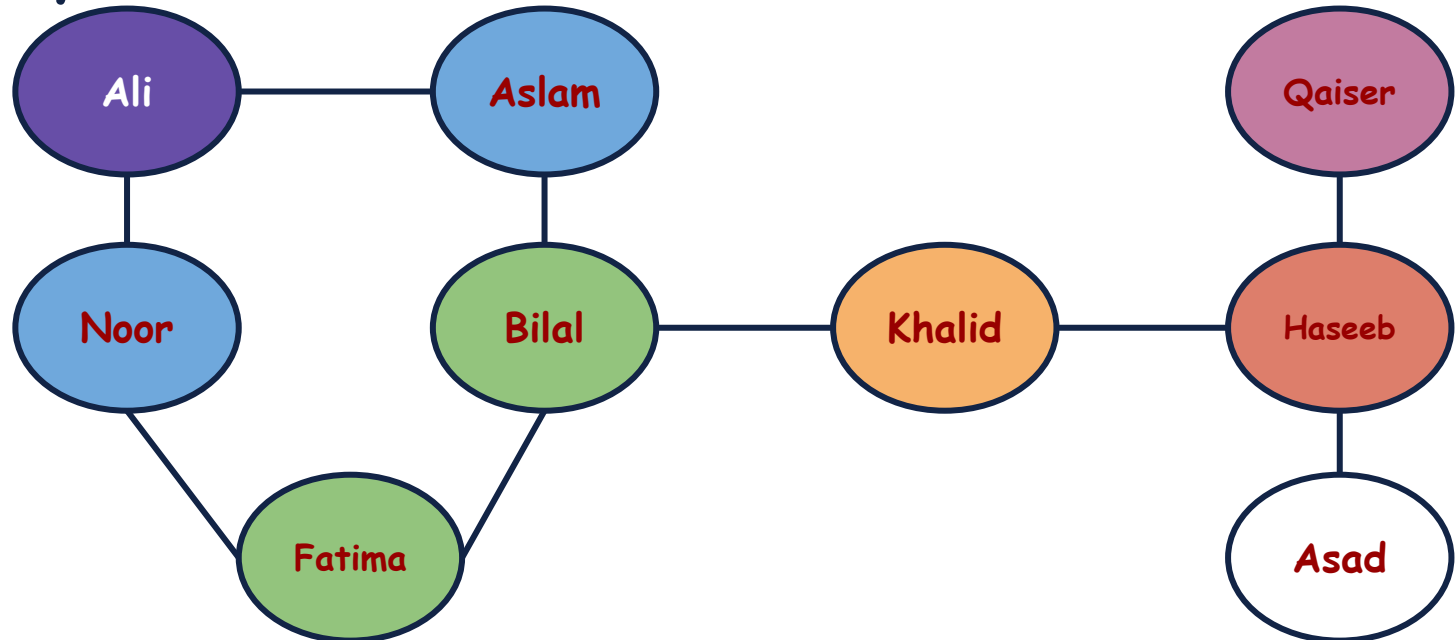 Ali
Aslam
Qaiser
Noor
Bilal
Khalid
Haseeb
Fatima
Asad